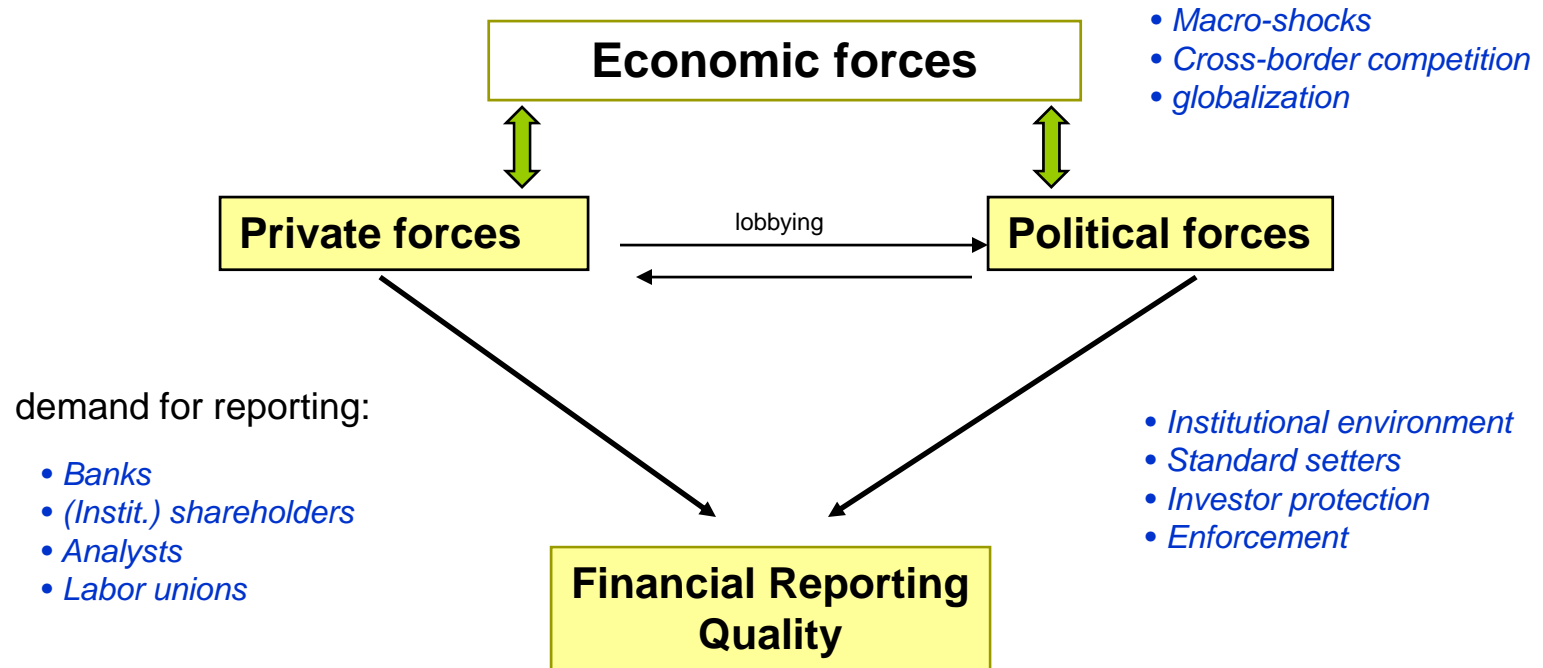 • Macro-shocks
Economic forces
• Cross-border competition
• globalization
Private forces
lobbying
Political forces
demand for reporting:
• Banks
• (Instit.) shareholders
• Analysts
• Labor unions
• Institutional environment
• Standard setters
• Investor protection
• Enforcement
Financial Reporting
Quality